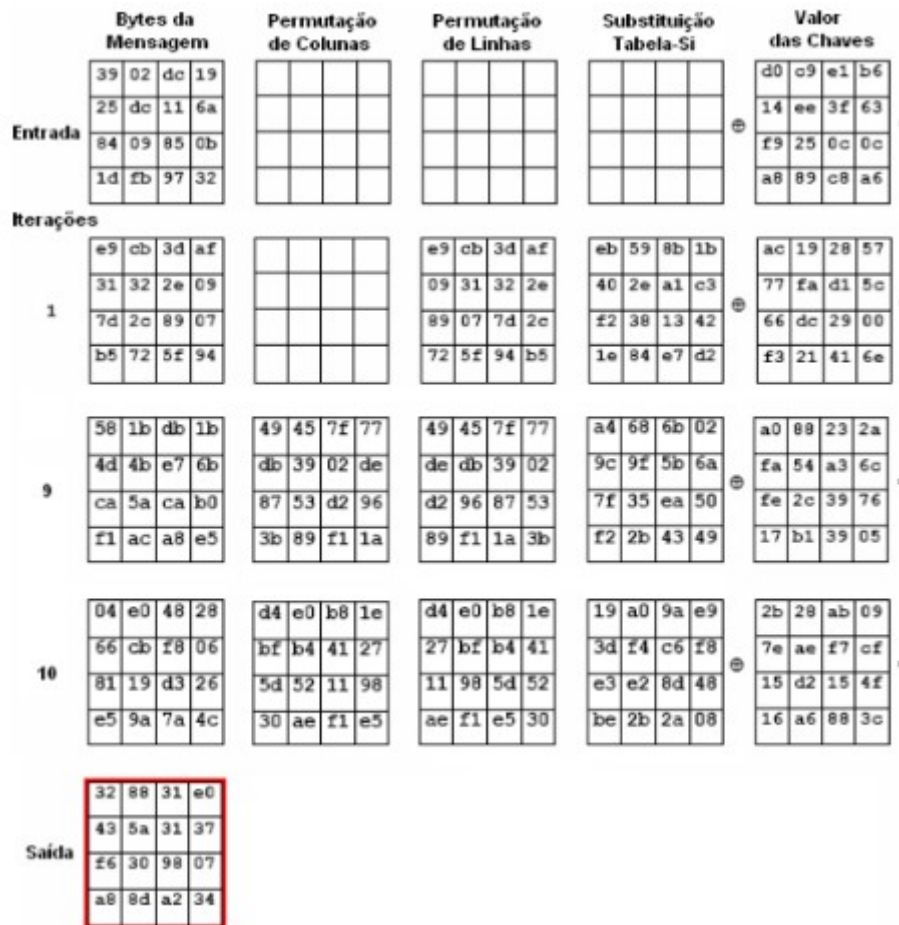 Bytes da Mensagem Permutação de Colunas Permutação de Linhas Substituição Tabela-Si Valor das Chaves
Entrada
39 02 dc 19 d0 c9 e1 b6
25 dc 11 6a 14 ee 3f 63
84 09 85 0b ⊕ f9 25 0c 0c
1d fb 97 32 a8 89 c8 a6
Iterações
1
e9 cb 3d af e9 cb 3d af eb 59 8b 1b ac 19 28 57
31 32 2e 09 09 31 32 2e 40 2e a1 c3 77 fa d1 5c
7d 2c 89 07 89 07 7d 2c f2 38 13 42 ⊕ 66 dc 29 00
b5 72 5f 94 72 5f 94 b5 1e 84 e7 d2 f3 21 41 6e
9
58 1b db 1b 49 45 7f 77 49 45 7f 77 a4 68 6b 02 a0 88 23 2a
4d 4b e7 6b db 39 02 de de db 39 02 9c 9f 5b 6a fa 54 a3 6c
ca 5a ca b0 87 53 d2 96 d2 96 87 53 7f 35 ea 50 ⊕ fe 2c 39 76
f1 ac a8 e5 3b 89 f1 1a 89 f1 1a 3b f2 2b 43 49 17 b1 39 05
10
04 e0 48 28 d4 e0 b8 1e d4 e0 b8 1e 19 a0 9a e9 2b 28 ab 09
66 cb f8 06 bf b4 41 27 27 bf b4 41 3d f4 c6 f8 7e ae f7 cf
81 19 d3 26 5d 52 11 98 11 98 5d 52 e3 e2 8d 48 ⊕ 15 d2 15 4f
e5 9a 7a 4c 30 ae f1 e5 ae f1 e5 30 be 2b 2a 08 16 a6 88 3c
Saída
32 88 31 e0
43 5a 31 37
f6 30 98 07
a8 8d a2 34